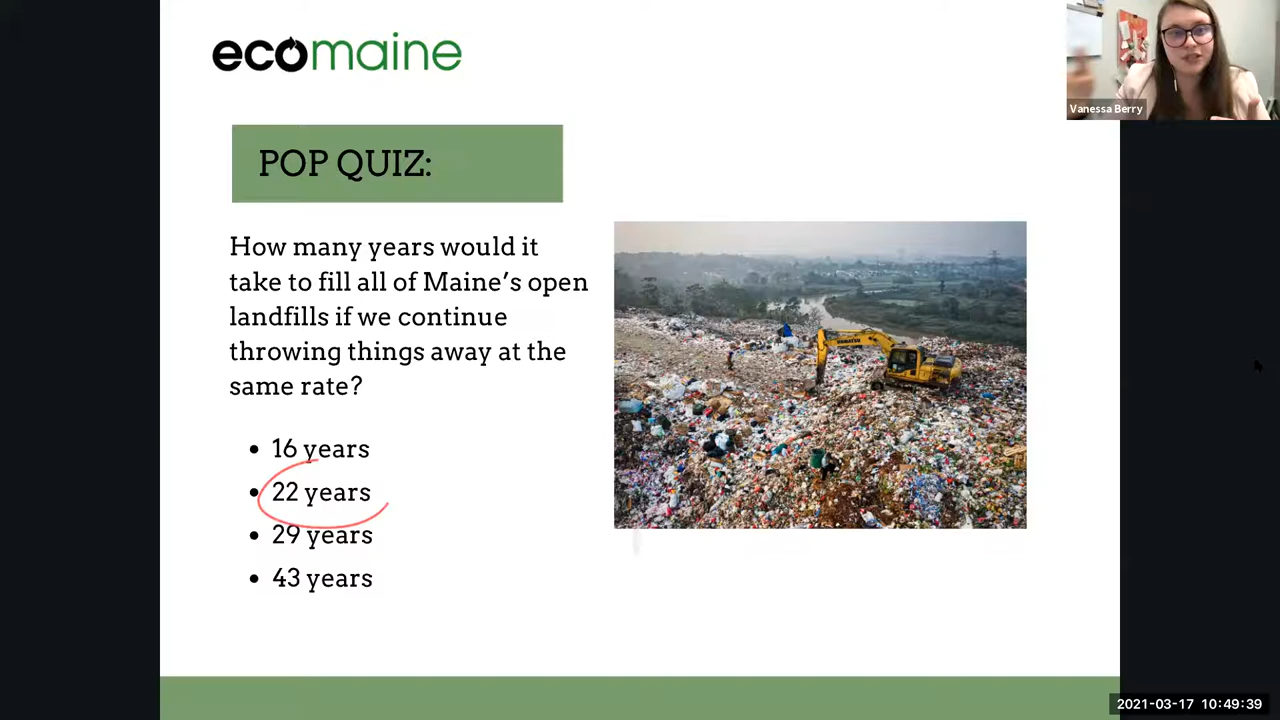 ecomaine
Vanessa Berry
POP QUIZ:
How many years would it
take to fill all of Maine’s open
landfills if we continue
throwing things away at the
same rate?
• 16 years
• 22 years
• 29 years
• 43 years
KOMATSU
2021-03-17 10:49:39